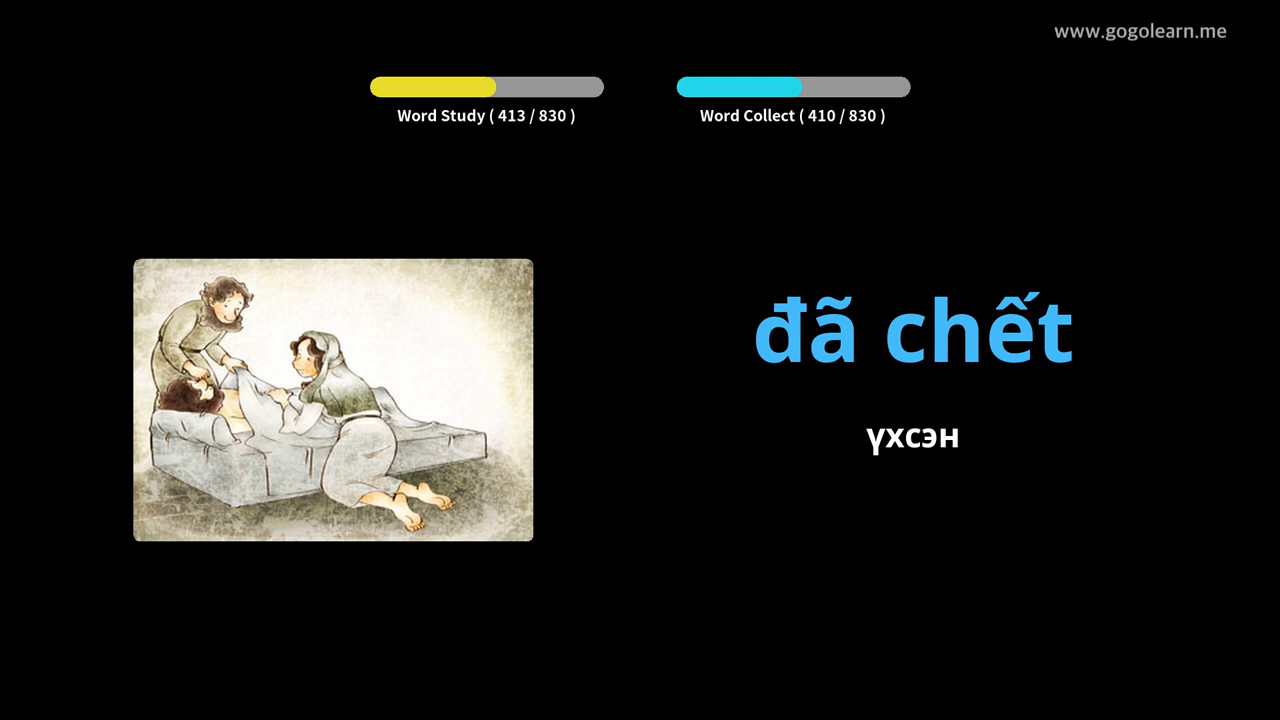 www.gogolearn.me
Word Study ( 413 / 830 )
Word Collect ( 410 / 830 )
đã chết
үхсэн